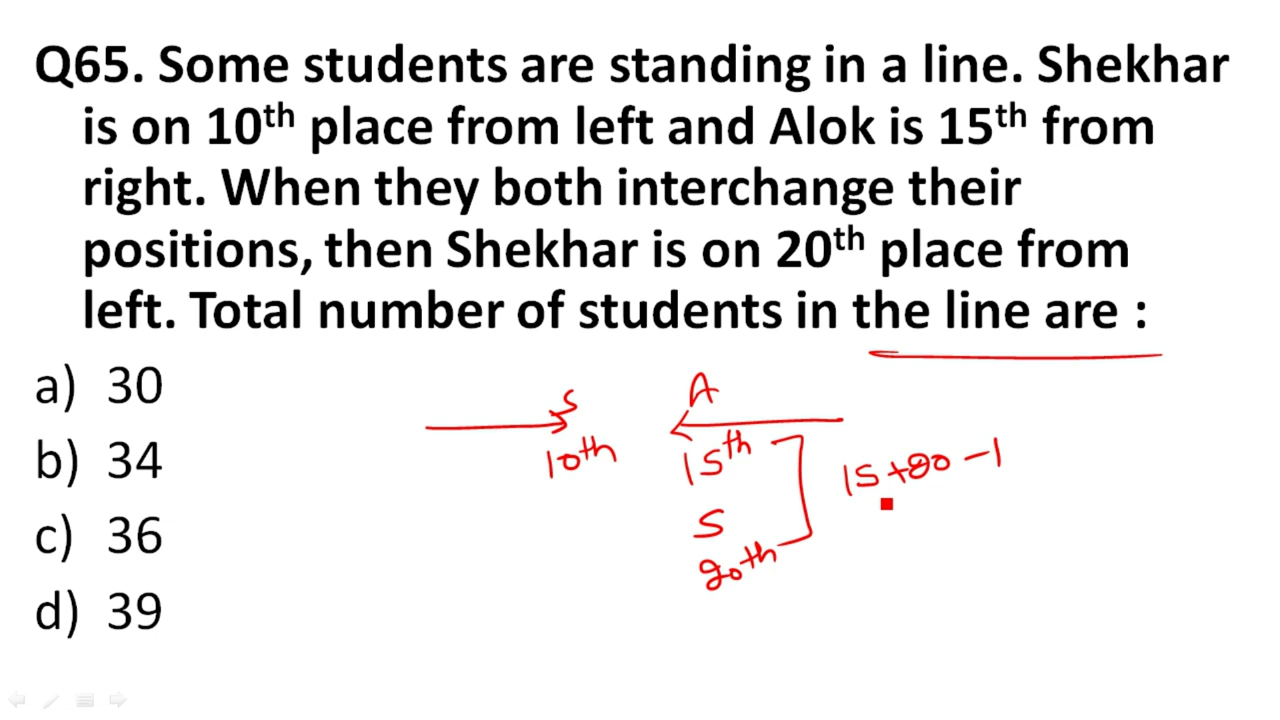 Q65. Some students are standing in a line. Shekhar
is on 10th place from left and Alok is 15th from
right. When they both interchange their
positions, then Shekhar is on 20th place from
left. Total number of students in the line are :
a) 30
b) 34
c) 36
d) 39
S
A
10th
15th
15+20-1
S
20th